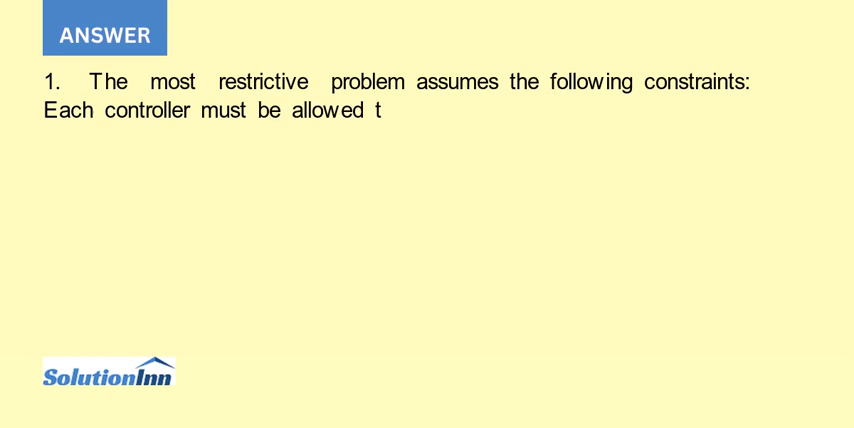 ANSWER
1. The most restrictive problem assumes the following constraints:
Each controller must be allowed t
SolutionInn